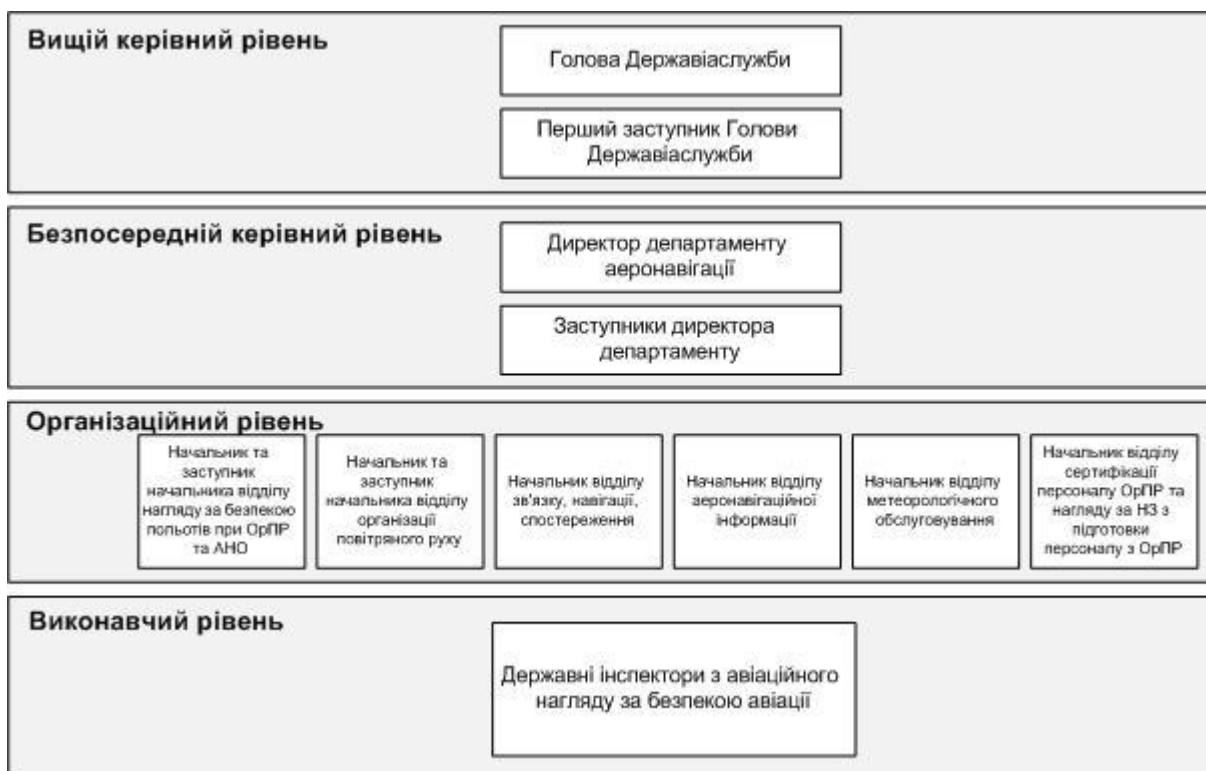 Вищій керівний рівень
Голова Державіаслужби
Перший заступник Голови
Державіаслужби
Безпосередній керівний рівень
Директор департаменту
аеронавігації
Заступники директора
департаменту
Організаційний рівень
Начальник та
заступник
начальника відділу
нагляду за безпекою
польотів при ОрПР
та АНО
Начальник та
заступник
начальника відділу
організації
повітряного руху
Начальник відділу
зв'язку, навігації,
спостереження
Начальник відділу
аеронавігаційної
інформації
Начальник відділу
метеорологічного
обслуговування
Начальник відділу
сертифікації
персоналу ОрПР та
нагляду за НЗ з
підготовки
персоналу з ОрПР
Виконавчий рівень
Державні інспектори з авіаційного
нагляду за безпекою авіації